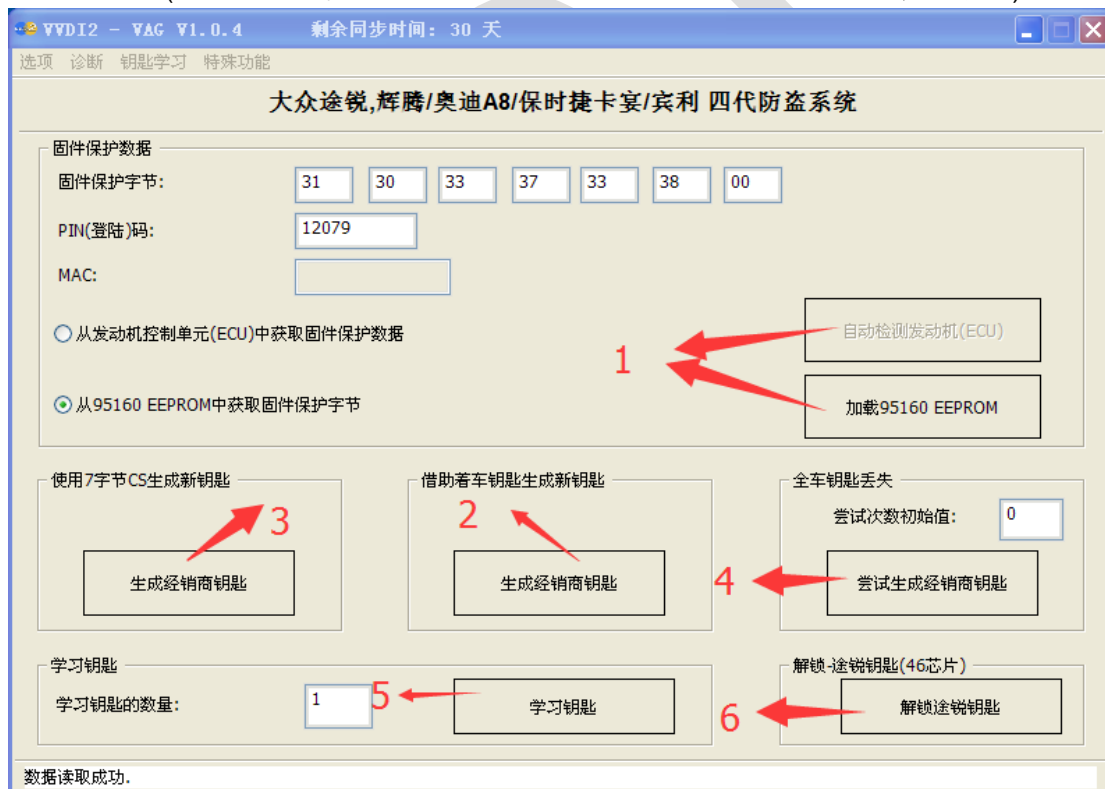 VVDI2 - VAG V1.0.4 剩余同步时间: 30 天
选项 诊断 钥匙学习 特殊功能
大众途锐,辉腾/奥迪A8/保时捷卡宴/宾利 四代防盗系统
固件保护数据
固件保护字节: 31 30 33 37 33 38 00
PIN(登陆)码: 12079
MAC:
从发动机控制单元(ECU)中获取固件保护数据 1 自动检测发动机(ECU)
从95160 EEPROM中获取固件保护字节 加载95160 EEPROM
使用7字节CS生成新钥匙 借助着车钥匙生成新钥匙 全车钥匙丢失
3 2 尝试次数初始值: 0
生成经销商钥匙 生成经销商钥匙 4 尝试生成经销商钥匙
学习钥匙 解锁-途锐钥匙(46芯片)
学习钥匙的数量: 1 5 学习钥匙 6 解锁途锐钥匙
数据读取成功.